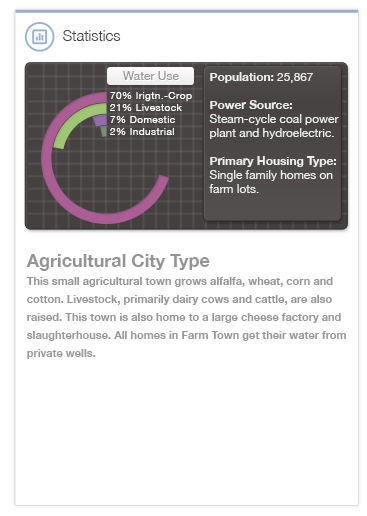 Statistics
Water Use
70% Irigtn.-Crop
21% Livestock
7% Domestic
2% Industrial
Population: 25,867
Power Source:
Steam-cycle coal power
plant and hydroelectric.
Primary Housing Type:
Single family homes on
farm lots.
Agricultural City Type
This small agricultural town grows alfalfa, wheat, corn and
cotton. Livestock, primarily dairy cows and cattle, are also
raised. This town is also home to a large cheese factory and
slaughterhouse. All homes in Farm Town get their water from
private wells.